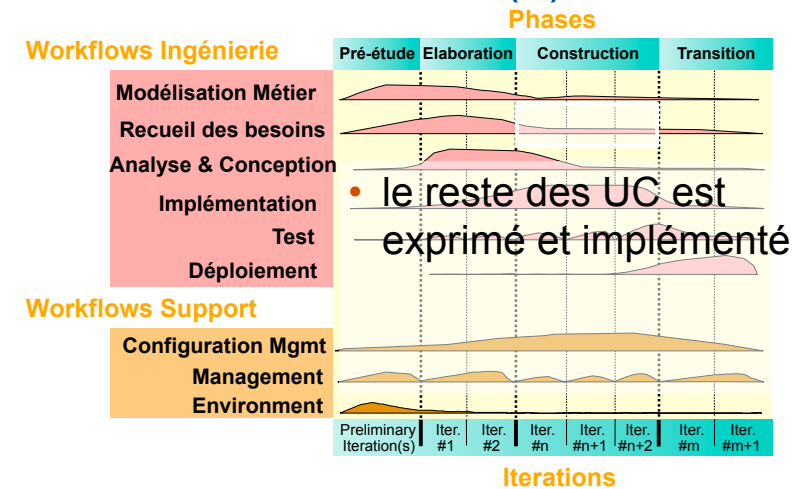 Phases
Workflows Ingénierie
Pré-étude Elaboration Construction Transition
Modélisation Métier
Recueil des besoins
Analyse & Conception
Implémentation
Test
Déploiement
• le reste des UC est
exprimé et implémenté
Workflows Support
Configuration Mgmt
Management
Environment
Preliminary Iteration(s)
Iter. #1
Iter. #2
Iter. #n
Iter. #n+1
Iter. #n+2
Iter. #m
Iter. #m+1
Iterations